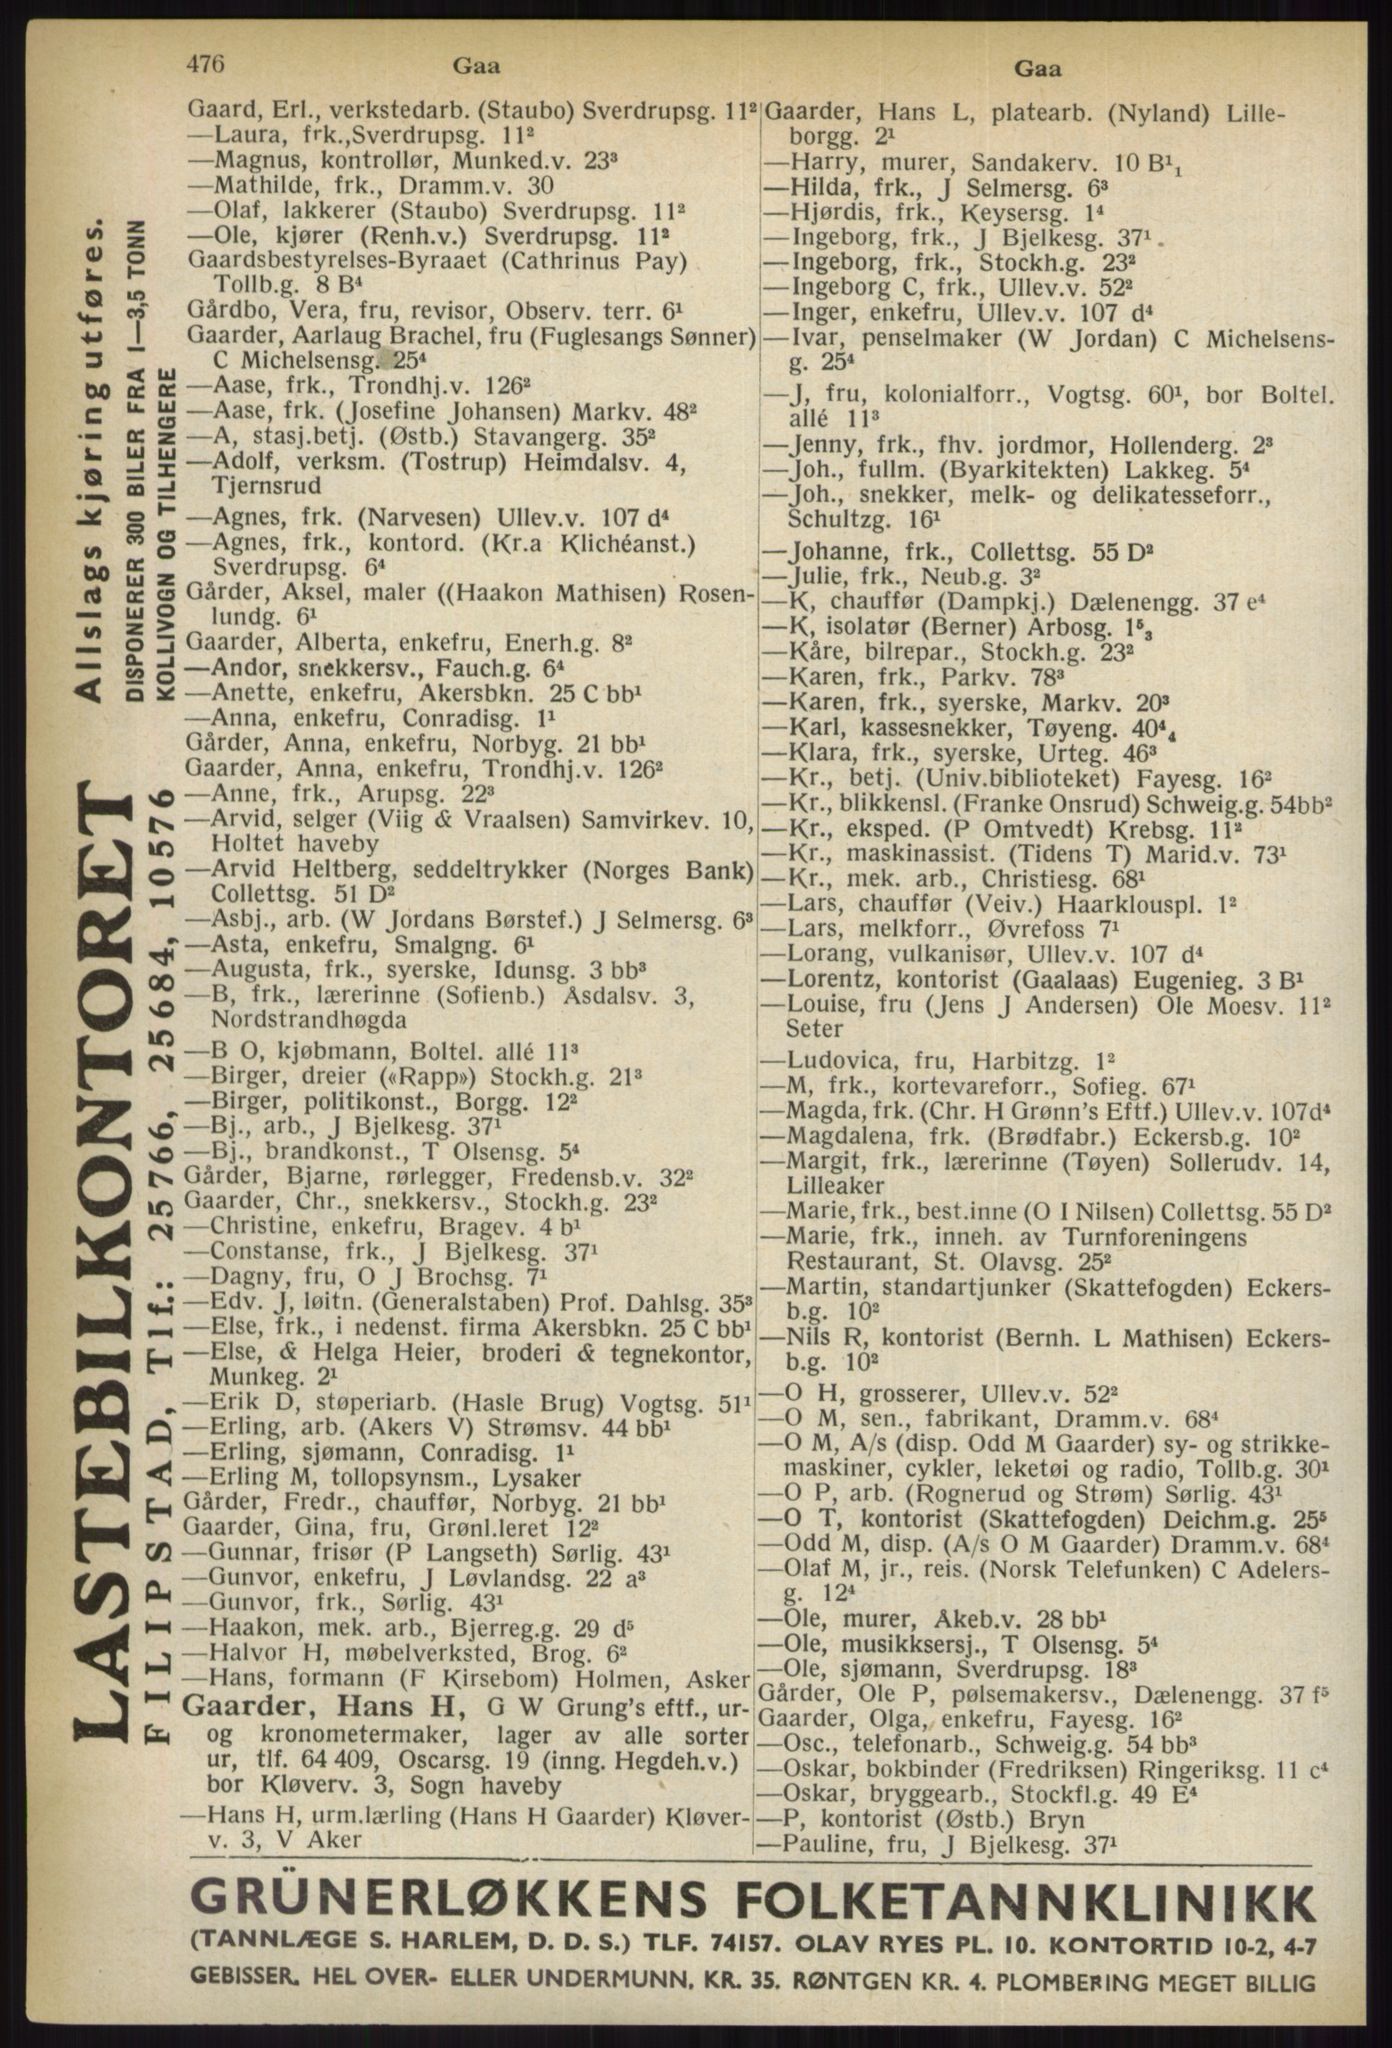 476
Gaa
Gaa
Gaard, Erl., verkstedarb. (Staubo) Sverdrupsg. 11²
—Laura, frk.,Sverdrupsg. 11²
—Magnus, kontrollør, Munked.v. 23³
—Mathilde, frk., Dramm.v. 30
—Olaf, lakkerer (Staubo) Sverdrupsg. 11²
—Ole, kjører (Renh.v.) Sverdrupsg. 11²
Gaardsbestyrelses-Byraaet (Cathrinus Pay)
Tollb.g. 8 B⁴
Gårdbo, Vera, fru, revisor, Observ. terr. 6¹
Gaarder, Aarlaug Brachel, fru (Fuglesangs Sønner)
C Michelsensg. 25⁴
—Aase, frk., Trondhj.v. 126²
—Aase, frk. (Josefine Johansen) Markv. 48²
—A, stasj.betj. (Østb.) Stavangerg. 35²
—Adolf, verksm. (Tostrup) Heimdalsv. 4,
Tjernsrud
—Agnes, frk. (Narvesen) Ullev.v. 107 d⁴
—Agnes, frk., kontord. (Kr.a Klichéanst.)
Sverdrupsg. 6⁴
Gårder, Aksel, maler ((Haakon Mathisen) Rosen-
lundg. 6¹
Gaarder, Alberta, enkefru, Enerh.g. 8²
—Andor, snekkersv., Fauch.g. 6⁴
—Anette, enkefru, Akersbkn. 25 C bb¹
—Anna, enkefru, Conradisg. 1¹
Gårder, Anna, enkefru, Norbyg. 21 bb¹
Gaarder, Anna, enkefru, Trondhj.v. 126²
—Anne, frk., Arupsg. 22³
—Arvid, selger (Viig & Vraalsen) Samvirkev. 10,
Holtet haveby
—Arvid Heltberg, seddeltrykker (Norges Bank)
Collettsg. 51 D²
—Asbj., arb. (W Jordans Børstef.) J Selmersg. 6³
—Asta, enkefru, Smalgng. 6¹
—Augusta, frk., syerske, Idunsg. 3 bb³
—B, frk., lærerinne (Sofienb.) Åsdalsv. 3,
Nordstrandhøgda
—B O, kjøbmann, Boltel. allé 11³
—Birger, dreier («Rapp») Stockh.g. 21³
—Birger, politikonst., Borgg. 12²
—Bj., arb., J Bjelkesg. 37¹
—Bj., brandkonst., T Olsensg. 5⁴
Gårder, Bjarne, rørlegger, Fredensb.v. 32²
Gaarder, Chr., snekkersv., Stockh.g. 23²
—Christine, enkefru, Bragev. 4 b¹
—Constanse, frk., J Bjelkesg. 37¹
—Dagny, fru, O J Brochsg. 7¹
—Edv. J, løitn. (Generalstaben) Prof. Dahlsg. 35³
—Else, frk., i nedenst. firma Akersbkn. 25 C bb¹
—Else, & Helga Heier, broderi & tegnekontor,
Munkeg. 2¹
—Erik D, støperiarb. (Hasle Brug) Vogtsg. 51¹
—Erling, arb. (Akers V) Strømsv. 44 bb¹
—Erling, sjømann, Conradisg. 1¹
—Erling M, tollopsynsm., Lysaker
Gårder, Fredr., chauffør, Norbyg. 21 bb¹
Gaarder, Gina, fru, Grønl.leret 12²
—Gunnar, frisør (P Langseth) Sørlig. 43¹
—Gunvor, enkefru, J Løvlandsg. 22 a³
—Gunvor, frk., Sørlig. 43¹
—Haakon, mek. arb., Bjerreg.g. 29 d⁵
—Halvor H, møbelverksted, Brog. 6²
—Hans, formann (F Kirsebom) Holmen, Asker
Gaarder, Hans H, G W Grung's eftf., ur-
og kronometermaker, lager av alle sorter
ur, tlf. 64 409, Oscarsg. 19 (inng. Hegdeh.v.)
bor Kløverv. 3, Sogn haveby
—Hans H, urm.lærling (Hans H Gaarder) Kløver-
v. 3, V Aker
Gaarder, Hans L, platearb. (Nyland) Lille-
borgg. 2¹
—Harry, murer, Sandakerv. 10 B¹₁
—Hilda, frk., J Selmersg. 6³
—Hjørdis, frk., Keysersg. 1⁴
—Ingeborg, frk., J Bjelkesg. 37¹
—Ingeborg, frk., Stockh.g. 23²
—Ingeborg C, frk., Ullev.v. 52²
—Inger, enkefru, Ullev.v. 107 d⁴
—Ivar, penselmaker (W Jordan) C Michelsens-
g. 25⁴
—J, fru, kolonialforr., Vogtsg. 60¹, bor Boltel.
allé 11³
—Jenny, frk., fhv. jordmor, Hollenderg. 2³
—Joh., fullm. (Byarkitekten) Lakkeg. 5⁴
—Joh., snekker, melk- og delikatesseforr.,
Schultzg. 16¹
—Johanne, frk., Collettsg. 55 D²
—Julie, frk., Neub.g. 3²
—K, chauffør (Dampkj.) Dælenengg. 37 e⁴
—K, isolatør (Berner) Arbosg. 1⁵₃
—Kåre, bilrepar., Stockh.g. 23²
—Karen, frk., Parkv. 78³
—Karen, frk., syerske, Markv. 20³
—Karl, kassesnekker, Tøyeng. 40⁴₄
—Klara, frk., syerske, Urteg. 46³
—Kr., betj. (Univ.biblioteket) Fayesg. 16²
—Kr., blikkensl. (Franke Onsrud) Schweig.g. 54bb²
—Kr., eksped. (P Omtvedt) Krebsg. 11²
—Kr., maskinassist. (Tidens T) Marid.v. 73¹
—Kr., mek. arb., Christiesg. 68¹
—Lars, chauffør (Veiv.) Haarklouspl. 1²
—Lars, melkforr., Øvrefoss 7¹
—Lorang, vulkanisør, Ullev.v. 107 d⁴
—Lorentz, kontorist (Gaalaas) Eugenieg. 3 B¹
—Louise, fru (Jens J Andersen) Ole Moesv. 11²
Seter
—Ludovica, fru, Harbitzg. 1²
—M, frk., kortevareforr., Sofieg. 67¹
—Magda, frk. (Chr. H Grønn's Eftf.) Ullev.v. 107d⁴
—Magdalena, frk. (Brødfabr.) Eckersb.g. 10²
—Margit, frk., lærerinne (Tøyen) Sollerudv. 14,
Lilleaker
—Marie, frk., best.inne (O I Nilsen) Collettsg. 55 D²
—Marie, frk., inneh. av Turnforeningens
Restaurant, St. Olavsg. 25²
—Martin, standartjunker (Skattefogden) Eckers-
b.g. 10²
—Nils R, kontorist (Bernh. L Mathisen) Eckers-
b.g. 10²
—O H, grosserer, Ullev.v. 52²
—O M, sen., fabrikant, Dramm.v. 68⁴
—O M, A/s (disp. Odd M Gaarder) sy- og strikke-
maskiner, cykler, leketøi og radio, Tollb.g. 30¹
—O P, arb. (Rognerud og Strøm) Sørlig. 43¹
—O T, kontorist (Skattefogden) Deichm.g. 25⁵
—Odd M, disp. (A/s O M Gaarder) Dramm.v. 68⁴
—Olaf M, jr., reis. (Norsk Telefunken) C Adelers-
g. 12⁴
—Ole, murer, Åkeb.v. 28 bb¹
—Ole, musikksersj., T Olsensg. 5⁴
—Ole, sjømann, Sverdrupsg. 18³
Gårder, Ole P, pølsemakersv., Dælenengg. 37 f⁵
Gaarder, Olga, enkefru, Fayesg. 16²
—Osc., telefonarb., Schweig.g. 54 bb³
—Oskar, bokbinder (Fredriksen) Ringeriksg. 11 c⁴
—Oskar, bryggearb., Stockfl.g. 49 E⁴
—P, kontorist (Østb.) Bryn
—Pauline, fru, J Bjelkesg. 37¹
LASTEBILKONTORET
FILIPSTAD, Tlf.: 25766, 25684, 10576
Allslags kjøring utføres.
DISPONERER 300 BILER FRA 1—3,5 TONN
KOLLIVOGN OG TILHENGERE
GRÜNERLØKKENS FOLKETANNKLINIKK
(TANNLÆGE S. HARLEM, D. D. S.) TLF. 74157. OLAV RYES PL. 10. KONTORTID 10-2, 4-7
GEBISSER. HEL OVER- ELLER UNDERMUNN. KR. 35. RØNTGEN KR. 4. PLOMBERING MEGET BILLIG